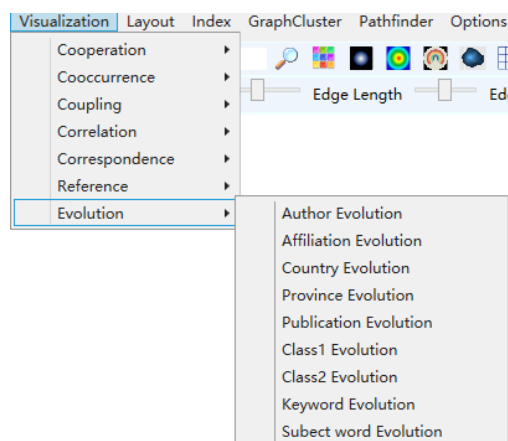 Visualization Layout Index GraphCluster Pathfinder Options
Cooperation
Cooccurrence
Edge Length
Coupling
Correlation
Correspondence
Reference
Evolution
Author Evolution
Affiliation Evolution
Country Evolution
Province Evolution
Publication Evolution
Class1 Evolution
Class2 Evolution
Keyword Evolution
Subect word Evolution